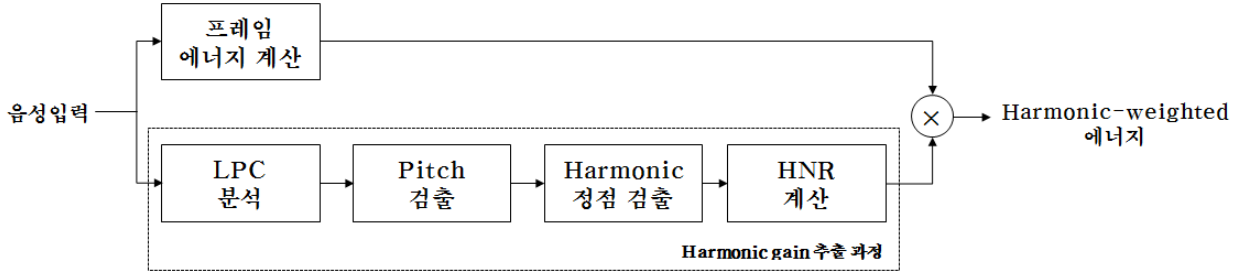 프레임
에너지 계산
음성입력
×
Harmonic-weighted
에너지
LPC
분석
Pitch
검출
Harmonic
정점 검출
HNR
계산
Harmonic gain 추출 과정